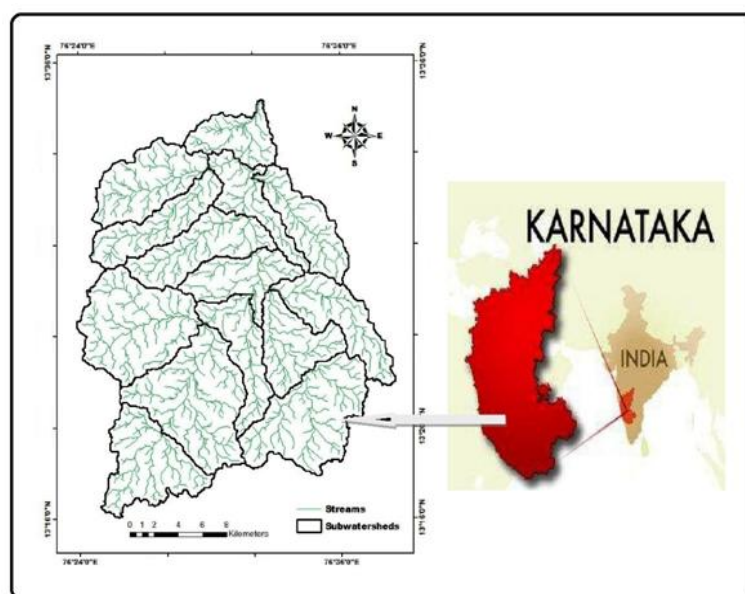 76°24'0"E 76°26'0"E
N
W E
S
Streams
Subwatersheds
0 1 2 4 6 8
Kilometers
76°24'0"E 76°26'0"E
KARNATAKA
INDIA